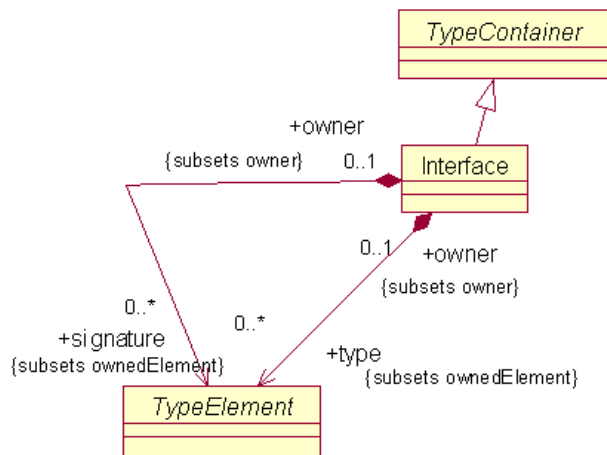 TypeContainer
+owner
{subsets owner}
0..1
Interface
0..1
+owner
{subsets owner}
0..*
0..*
+signature
{subsets ownedElement}
+type
{subsets ownedElement}
TypeElement